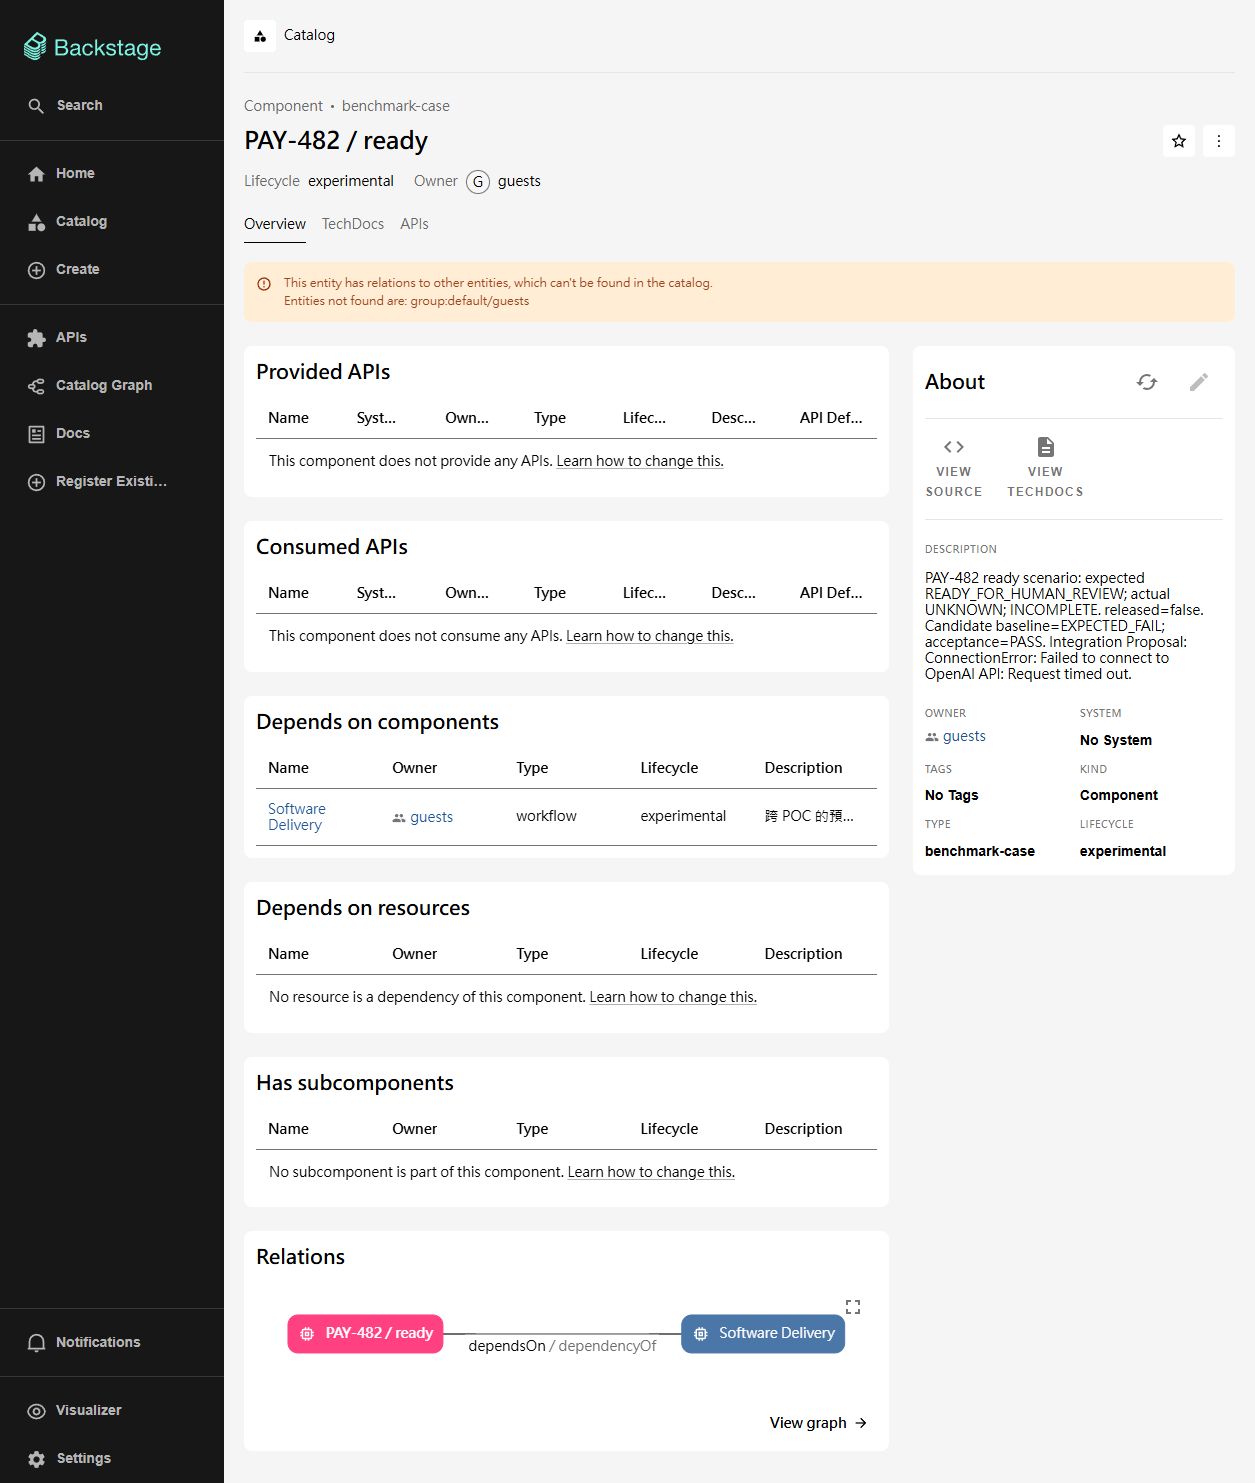 Backstage
Search
Home
Catalog
Create
APIs
Catalog Graph
Docs
Register Existi...
Notifications
Visualizer
Settings
Catalog
Component • benchmark-case
PAY-482 / ready
Lifecycle experimental Owner G guests
Overview TechDocs APIs
This entity has relations to other entities, which can't be found in the catalog.
Entities not found are: group:default/guests
Provided APIs
Name Syst... Own... Type Lifec... Desc... API Def...
This component does not provide any APIs. Learn how to change this.
Consumed APIs
Name Syst... Own... Type Lifec... Desc... API Def...
This component does not consume any APIs. Learn how to change this.
Depends on components
Name Owner Type Lifecycle Description
Software Delivery guests workflow experimental 跨 POC 的預...
Depends on resources
Name Owner Type Lifecycle Description
No resource is a dependency of this component. Learn how to change this.
Has subcomponents
Name Owner Type Lifecycle Description
No subcomponent is part of this component. Learn how to change this.
Relations
PAY-482 / ready
dependsOn / dependencyOf
Software Delivery
View graph
About
VIEW SOURCE
VIEW TECHDOCS
DESCRIPTION
PAY-482 ready scenario: expected
READY_FOR_HUMAN_REVIEW; actual
UNKNOWN; INCOMPLETE. released=false.
Candidate baseline=EXPECTED_FAIL;
acceptance=PASS. Integration Proposal:
ConnectionError: Failed to connect to
OpenAI API: Request timed out.
OWNER SYSTEM
guests No System
TAGS KIND
No Tags Component
TYPE LIFECYCLE
benchmark-case experimental